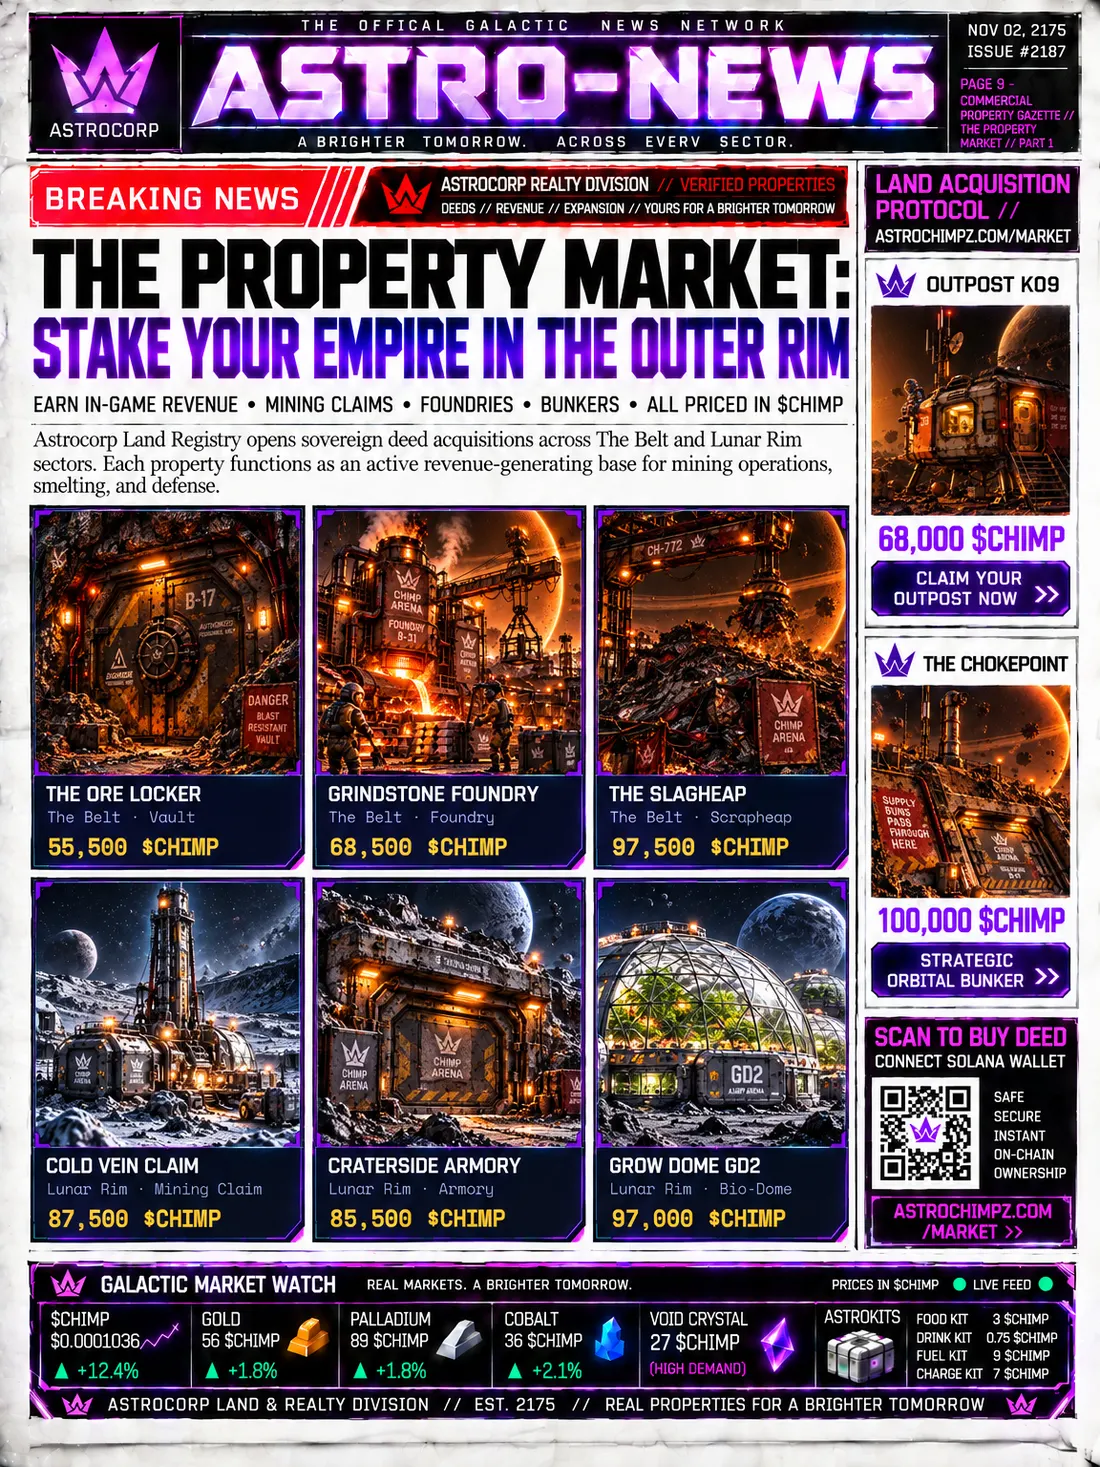 THE OFFICAL GALACTIC NEWS NETWORK
ASTRO-NEWS
A BRIGHTER TOMORROW. ACROSS EVERV SECTOR.
ASTROCORP
NOV 02, 2175
ISSUE #2187
PAGE 9 -
COMMERCIAL
PROPERTY GAZETTE //
THE PROPERTY
MARKET // PART 1
BREAKING NEWS
ASTROCORP REALTY DIVISION // VERIFIED PROPERTIES
DEEDS // REVENUE // EXPANSION // YOURS FOR A BRIGHTER TOMORROW
THE PROPERTY MARKET:
STAKE YOUR EMPIRE IN THE OUTER RIM
EARN IN-GAME REVENUE • MINING CLAIMS • FOUNDRIES • BUNKERS • ALL PRICED IN $CHIMP
Astrocorp Land Registry opens sovereign deed acquisitions across The Belt and Lunar Rim
sectors. Each property functions as an active revenue-generating base for mining operations,
smelting, and defense.
B-17
DANGER
BLAST
RESISTANT
VAULT
THE ORE LOCKER
The Belt · Vault
55,500 $CHIMP
CHIMP
ARENA
FOUNDRY
B-31
GRINDSTONE FOUNDRY
The Belt · Foundry
68,500 $CHIMP
CH-772
CHIMP
ARENA
THE SLAGHEAP
The Belt · Scrapheap
97,500 $CHIMP
CHIMP
ARENA
COLD VEIN CLAIM
Lunar Rim · Mining Claim
87,500 $CHIMP
CHIMP
ARENA
CHIMP
ARENA
CRATERSIDE ARMORY
Lunar Rim · Armory
85,500 $CHIMP
GD2
GROW DOME GD2
Lunar Rim · Bio-Dome
97,000 $CHIMP
LAND ACQUISITION
PROTOCOL //
ASTROCHIMPZ.COM/MARKET
OUTPOST K09
68,000 $CHIMP
CLAIM YOUR
OUTPOST NOW >>
THE CHOKEPOINT
SUPPLY
BUNS
PASS
FHROUGH
HERE
100,000 $CHIMP
STRATEGIC
ORBITAL BUNKER >>
SCAN TO BUY DEED
CONNECT SOLANA WALLET
SAFE
SECURE
INSTANT
ON-CHAIN
OWNERSHIP
ASTROCHIMPZ.COM
/MARKET >>
GALACTIC MARKET WATCH
REAL MARKETS. A BRIGHTER TOMORROW.
PRICES IN $CHIMP
LIVE FEED
$CHIMP
$0.0001036
▲ +12.4%
GOLD
56 $CHIMP
▲ +1.8%
PALLADIUM
89 $CHIMP
▲ +1.8%
COBALT
36 $CHIMP
▲ +2.1%
VOID CRYSTAL
27 $CHIMP
(HIGH DEMAND)
ASTROKITS
FOOD KIT 3 $CHIMP
DRINK KIT 0.75 $CHIMP
FUEL KIT 9 $CHIMP
CHARGE KIT 7 $CHIMP
ASTROCORP LAND & REALTY DIVISION // EST. 2175 // REAL PROPERTIES FOR A BRIGHTER TOMORROW